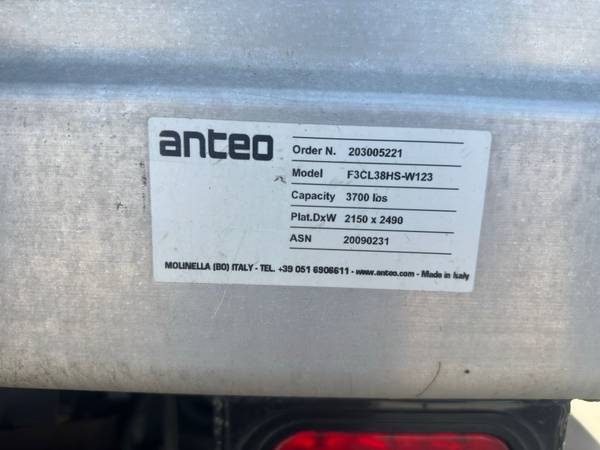 anteo
Order N. 203005221
Model F3CL38HS-W123
Capacity 3700 lbs
Plat.DxW 2150 x 2490
ASN 20090231
MOLINELLA (BO) ITALY - TEL. +39 051 6906611 - www.anteo.com - Made in Italy